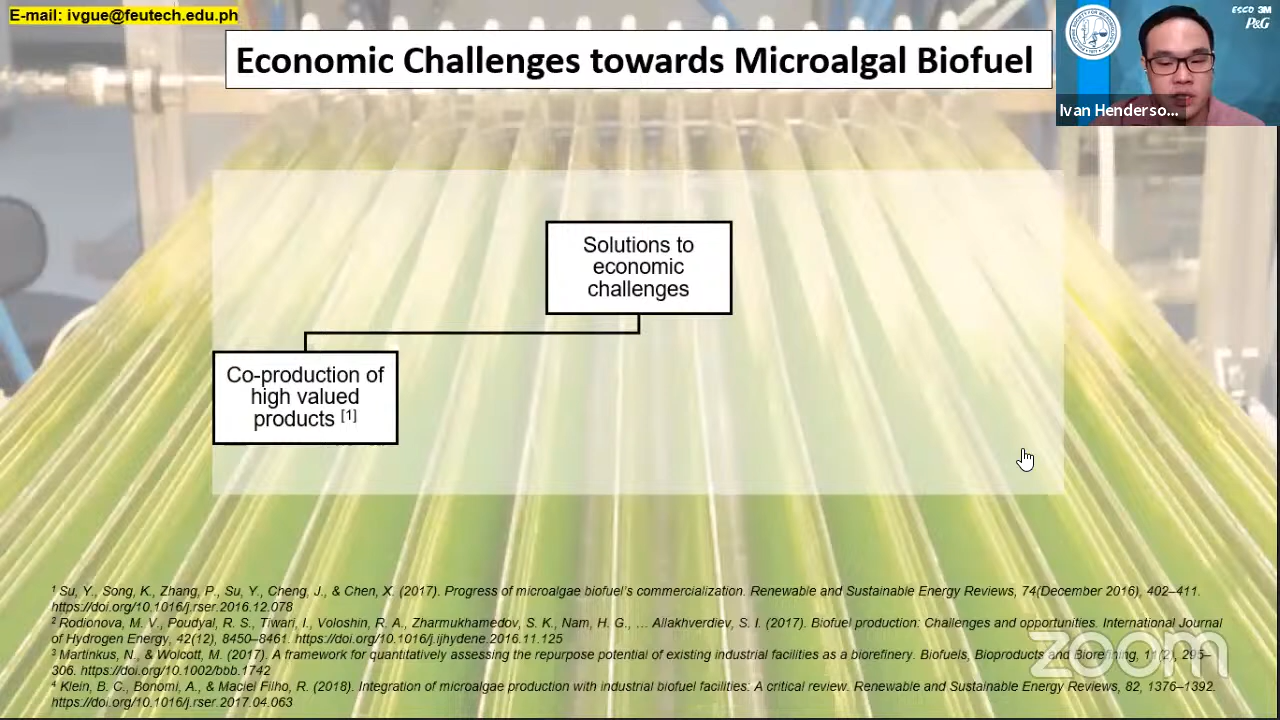 E-mail: ivgue@feutech.edu.ph
Economic Challenges towards Microalgal Biofuel
ESCO 3M
P&G
Ivan Henderso...
Solutions to
economic
challenges
Co-production of
high valued
products [1]
1 Su, Y., Song, K., Zhang, P., Su, Y., Cheng, J., & Chen, X. (2017). Progress of microalgae biofuel's commercialization. Renewable and Sustainable Energy Reviews, 74(December 2016), 402–411.
https://doi.org/10.1016/j.rser.2016.12.078
2 Rodionova, M. V., Poudyal, R. S., Tiwari, I., Voloshin, R. A., Zharmukhamedov, S. K., Nam, H. G., … Allakhverdiev, S. I. (2017). Biofuel production: Challenges and opportunities. International Journal
of Hydrogen Energy, 42(12), 8450–8461. https://doi.org/10.1016/j.ijhydene.2016.11.125
3 Martinkus, N., & Wolcott, M. (2017). A framework for quantitatively assessing the repurpose potential of existing industrial facilities as a biorefinery. Biofuels, Bioproducts and Biorefining, 11(2), 295–
306. https://doi.org/10.1002/bbb.1742
4 Klein, B. C., Bonomi, A., & Maciel Filho, R. (2018). Integration of microalgae production with industrial biofuel facilities: A critical review. Renewable and Sustainable Energy Reviews, 82, 1376–1392.
https://doi.org/10.1016/j.rser.2017.04.063
zoom